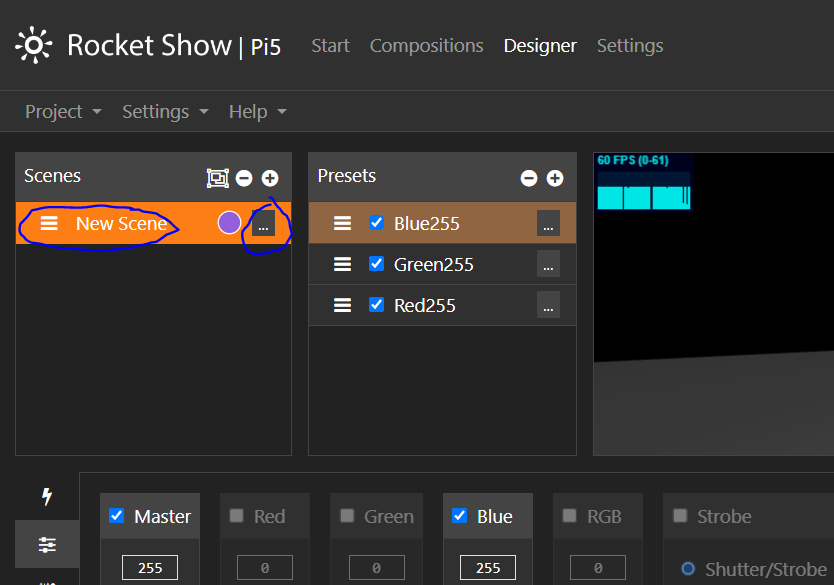 Rocket Show | Pi5 Start Compositions Designer Settings
Project Settings Help
Scenes
New Scene ...
Presets
Blue255 ...
Green255 ...
Red255 ...
60 FPS (0-61)
Master Red Green Blue RGB Strobe
255 0 0 255 0 Shutter/Strobe